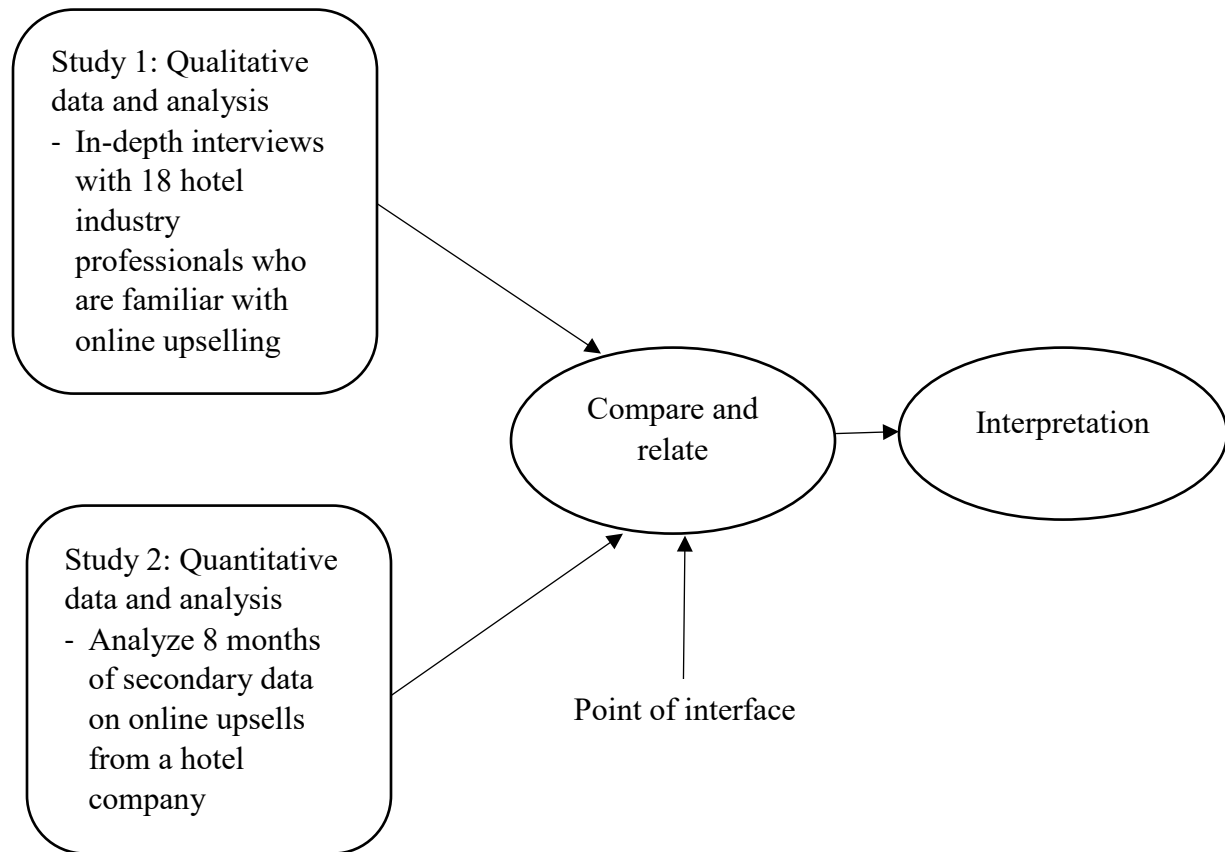 Study 1: Qualitative
data and analysis
- In-depth interviews
with 18 hotel
industry
professionals who
are familiar with
online upselling
Compare and
relate
Interpretation
Study 2: Quantitative
data and analysis
- Analyze 8 months
of secondary data
on online upsells
from a hotel
company
Point of interface